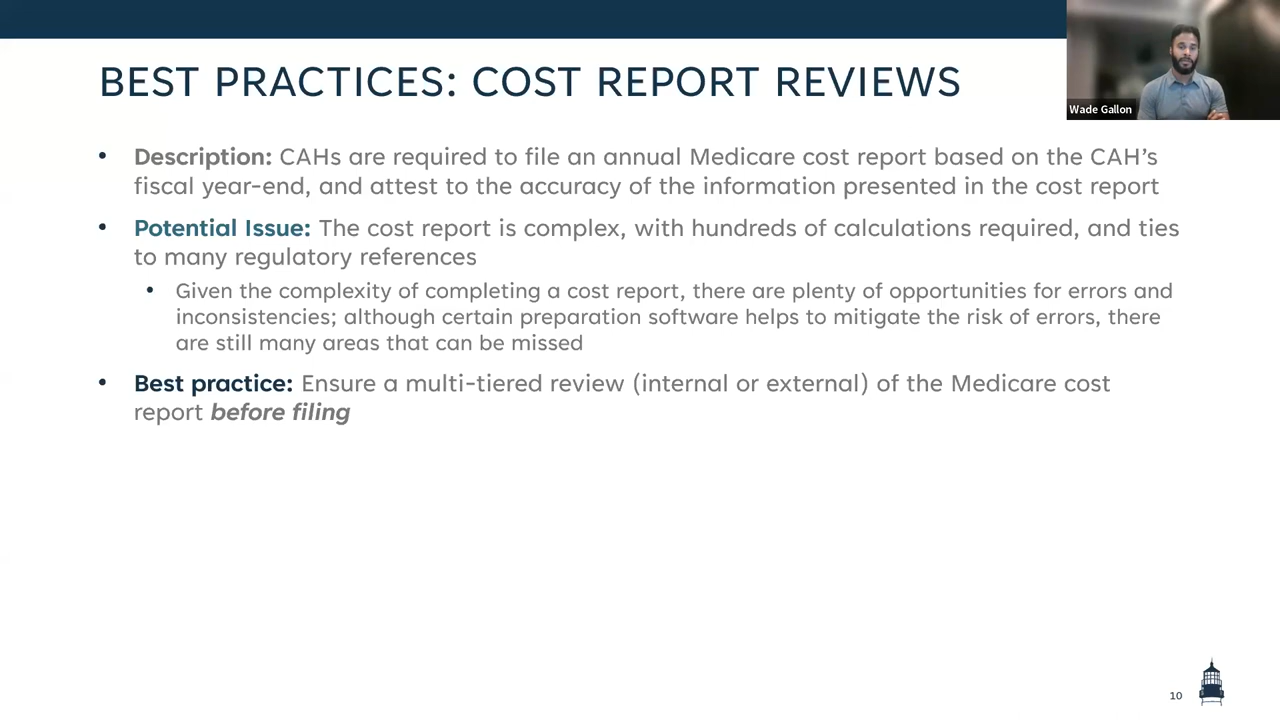 BEST PRACTICES: COST REPORT REVIEWS
Wade Gallon
• Description: CAHs are required to file an annual Medicare cost report based on the CAH’s
fiscal year-end, and attest to the accuracy of the information presented in the cost report
• Potential Issue: The cost report is complex, with hundreds of calculations required, and ties
to many regulatory references
• Given the complexity of completing a cost report, there are plenty of opportunities for errors and
inconsistencies; although certain preparation software helps to mitigate the risk of errors, there
are still many areas that can be missed
• Best practice: Ensure a multi-tiered review (internal or external) of the Medicare cost
report before filing
10